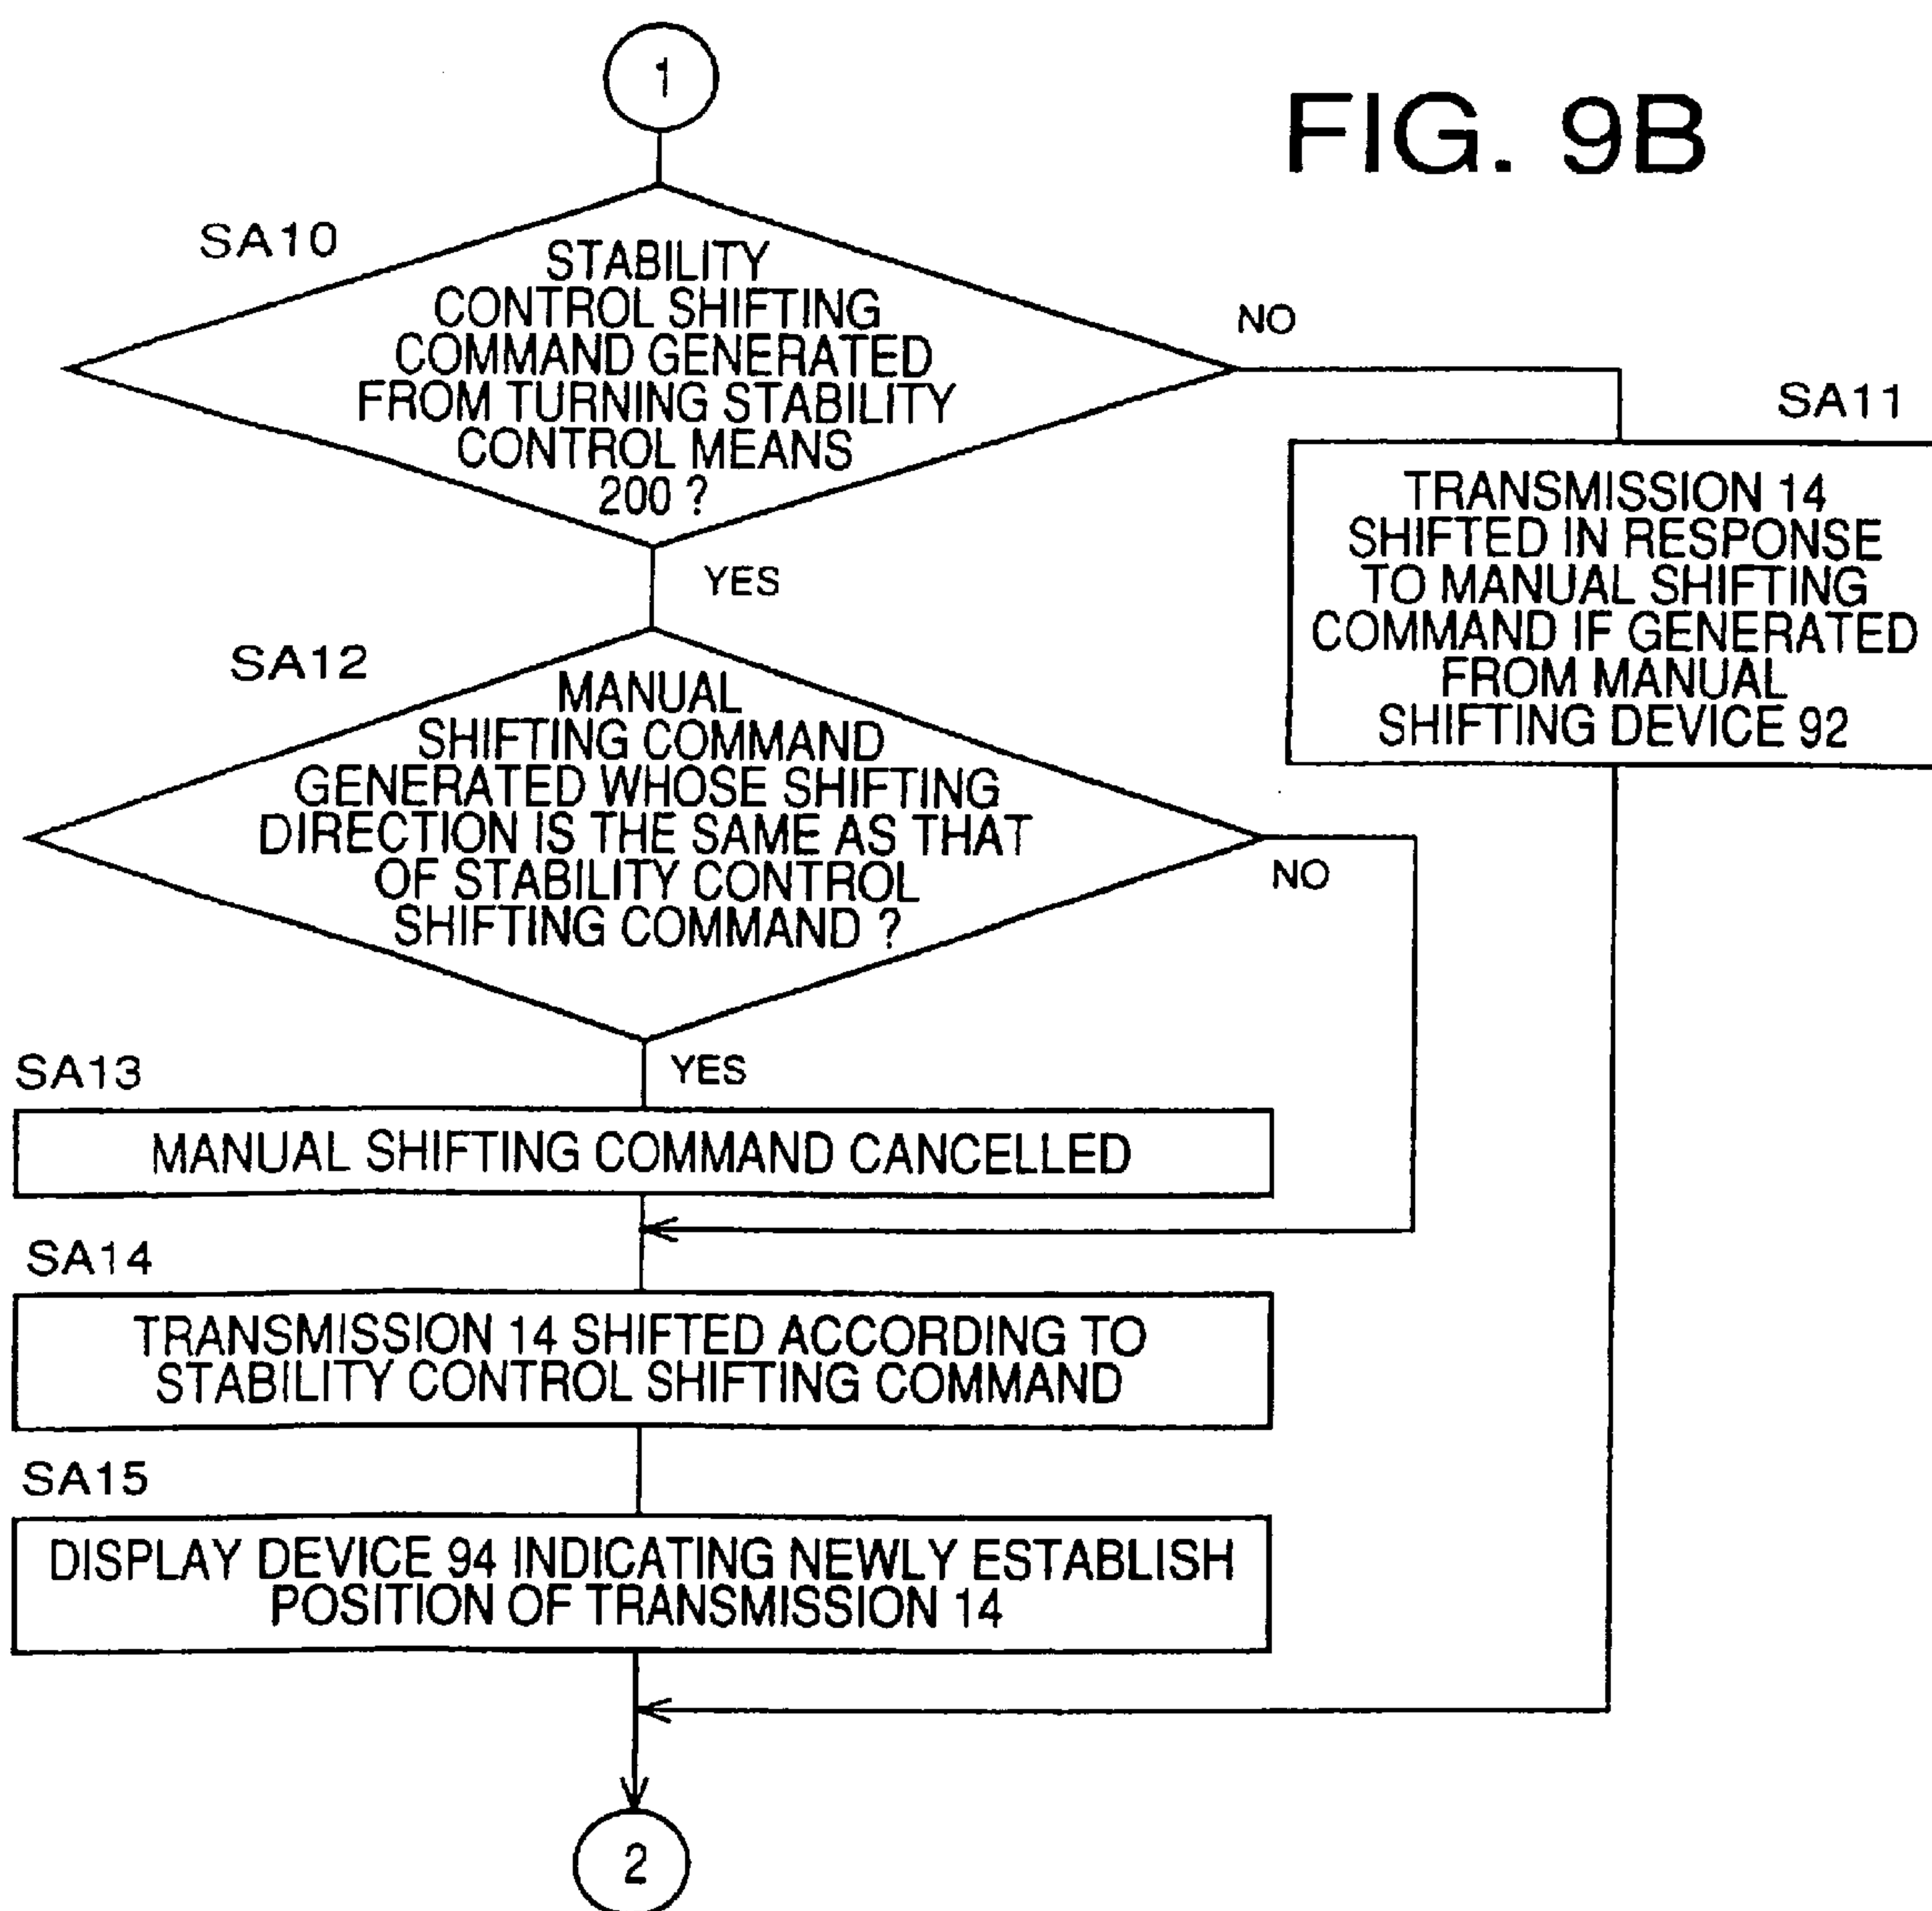 1
FIG. 9B
SA10
STABILITY
CONTROL SHIFTING
COMMAND GENERATED
FROM TURNING STABILITY
CONTROL MEANS
200 ?
NO
YES
SA11
TRANSMISSION 14
SHIFTED IN RESPONSE
TO MANUAL SHIFTING
COMMAND IF GENERATED
FROM MANUAL
SHIFTING DEVICE 92
SA12
MANUAL
SHIFTING COMMAND
GENERATED WHOSE SHIFTING
DIRECTION IS THE SAME AS THAT
OF STABILITY CONTROL
SHIFTING COMMAND ?
NO
YES
SA13
MANUAL SHIFTING COMMAND CANCELLED
SA14
TRANSMISSION 14 SHIFTED ACCORDING TO
STABILITY CONTROL SHIFTING COMMAND
SA15
DISPLAY DEVICE 94 INDICATING NEWLY ESTABLISH
POSITION OF TRANSMISSION 14
2